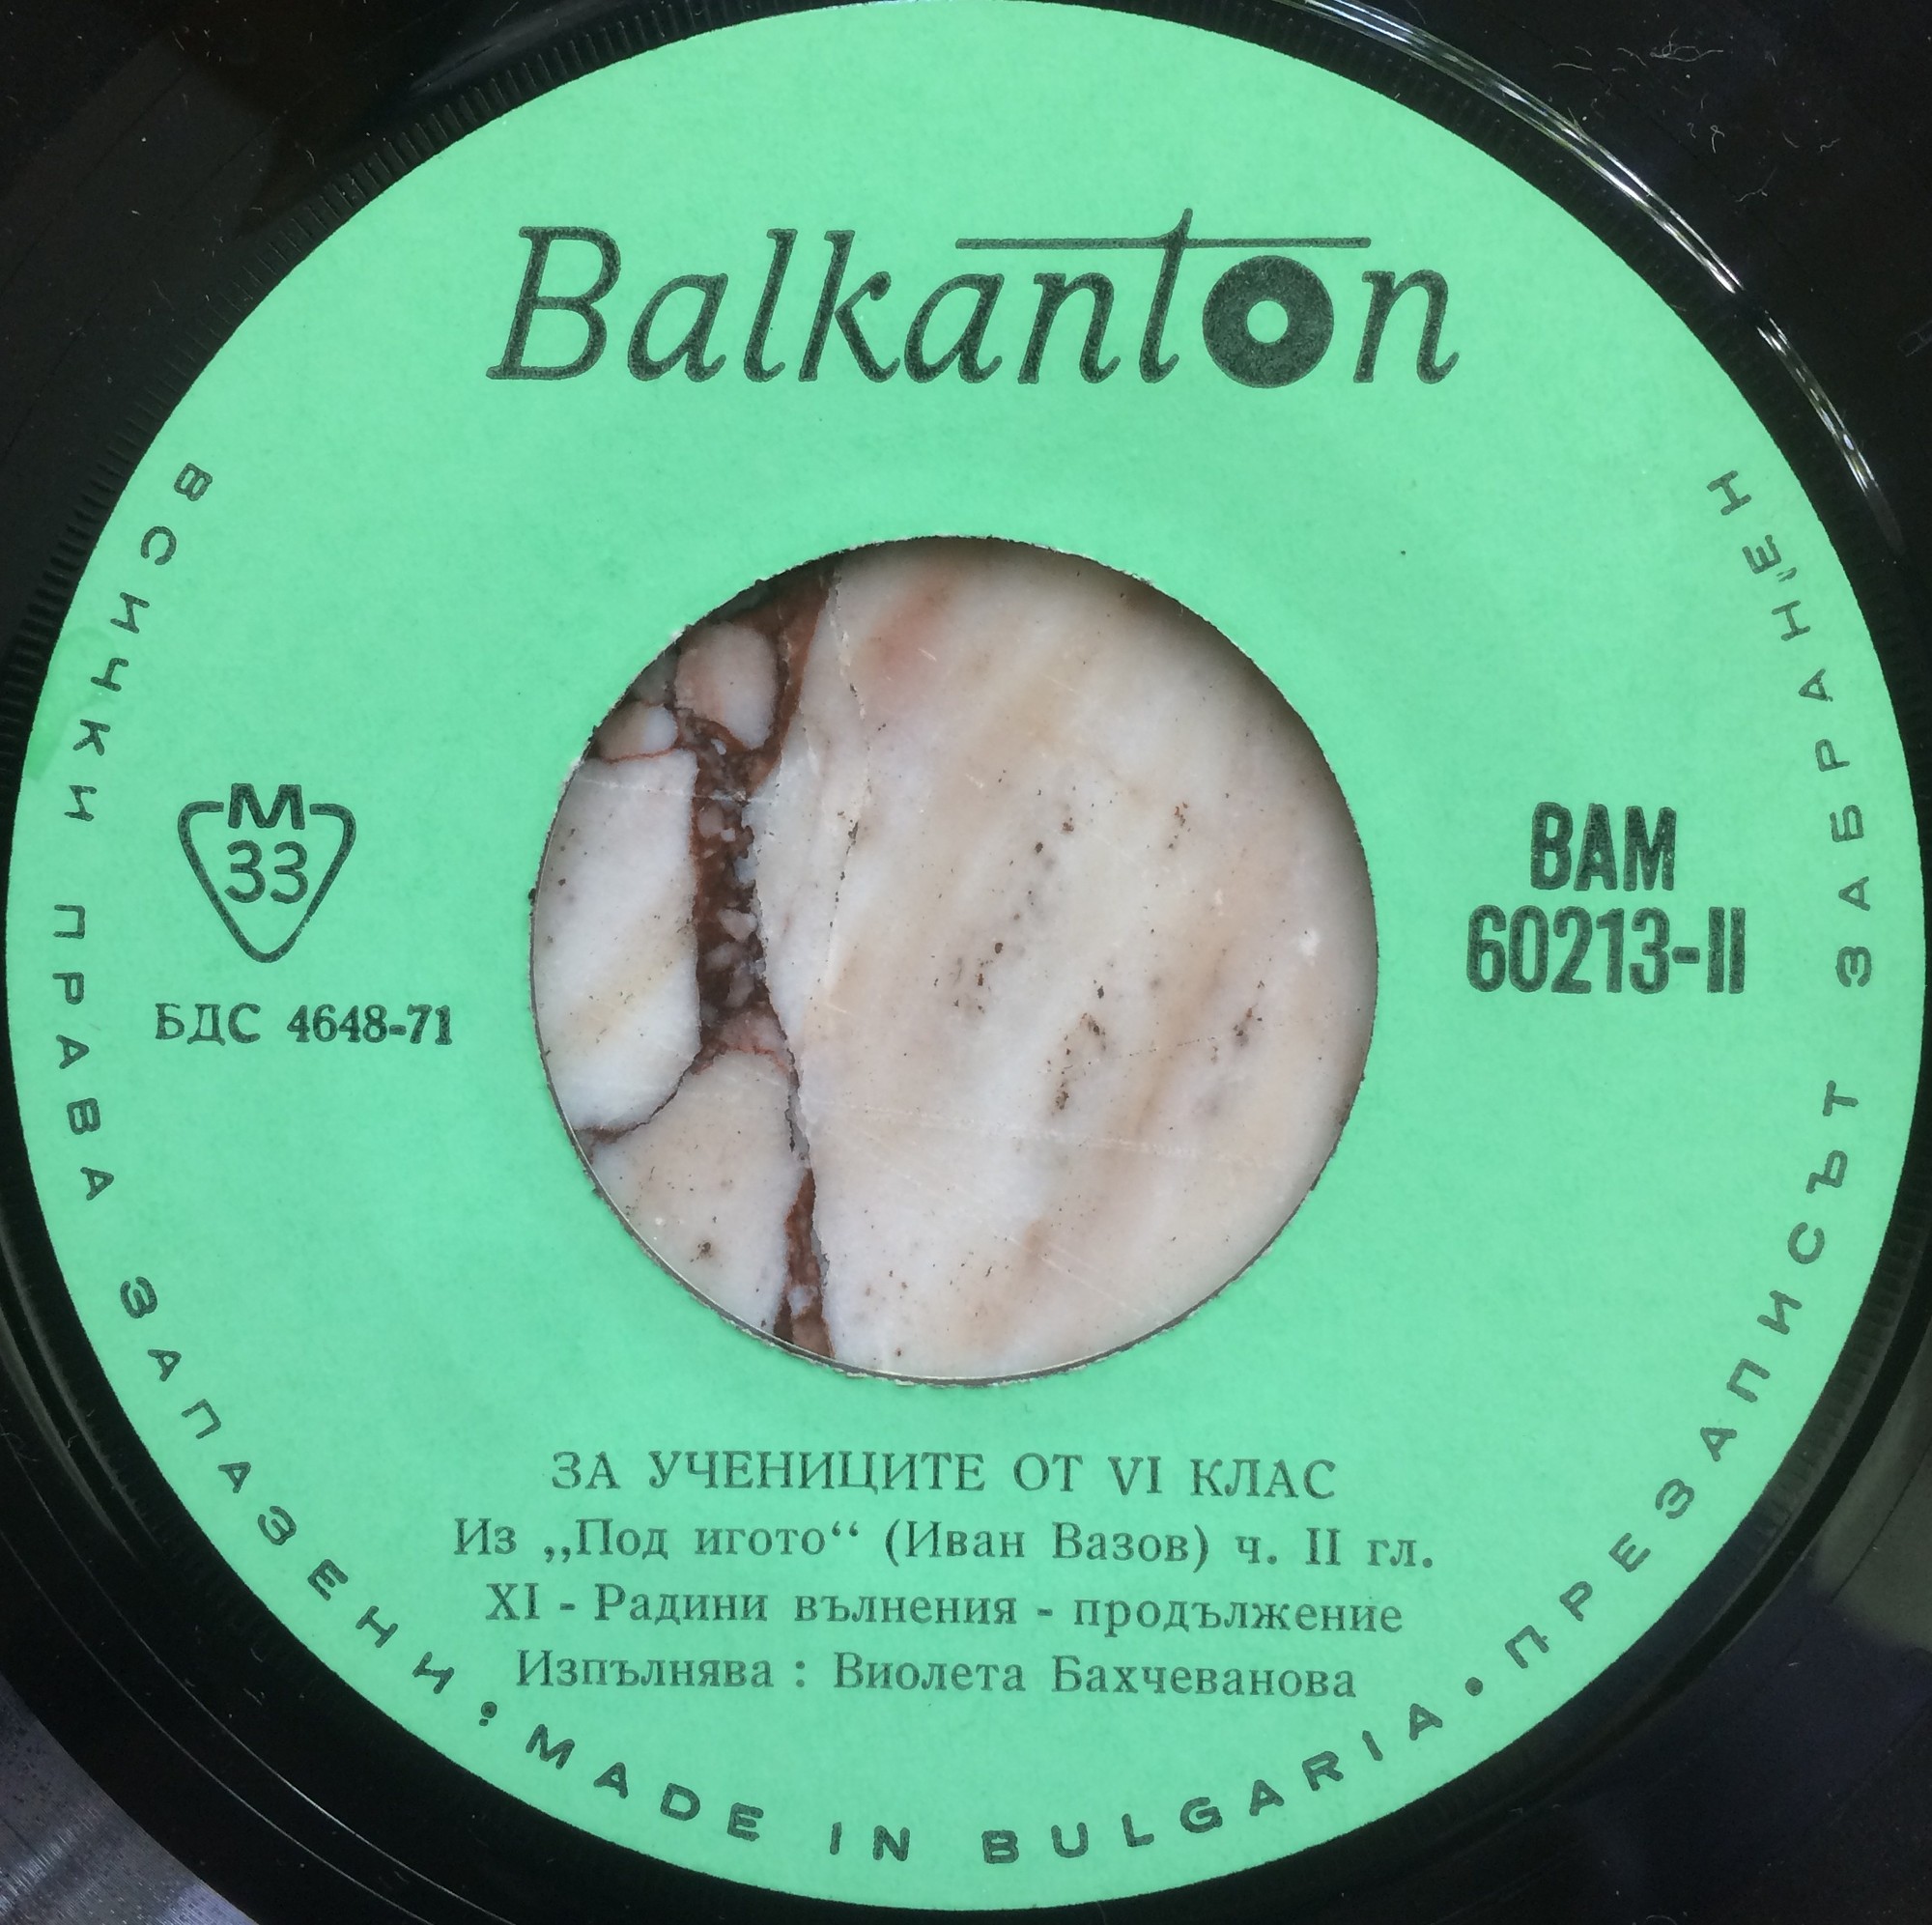 Balkanton
ВСИЧКИ ПРАВА ЗАПАЗЕНИ • MADE IN BULGARIA • ПРЕЗАПИСЪТ ЗАБРАНЕН
М
33
БДС 4648-71
ВАМ
60213-II
ЗА УЧЕНИЦИТЕ ОТ VI КЛАС
Из „Под игото“ (Иван Вазов) ч. II гл.
XI - Радини вълнения - продължение
Изпълнява : Виолета Бахчеванова